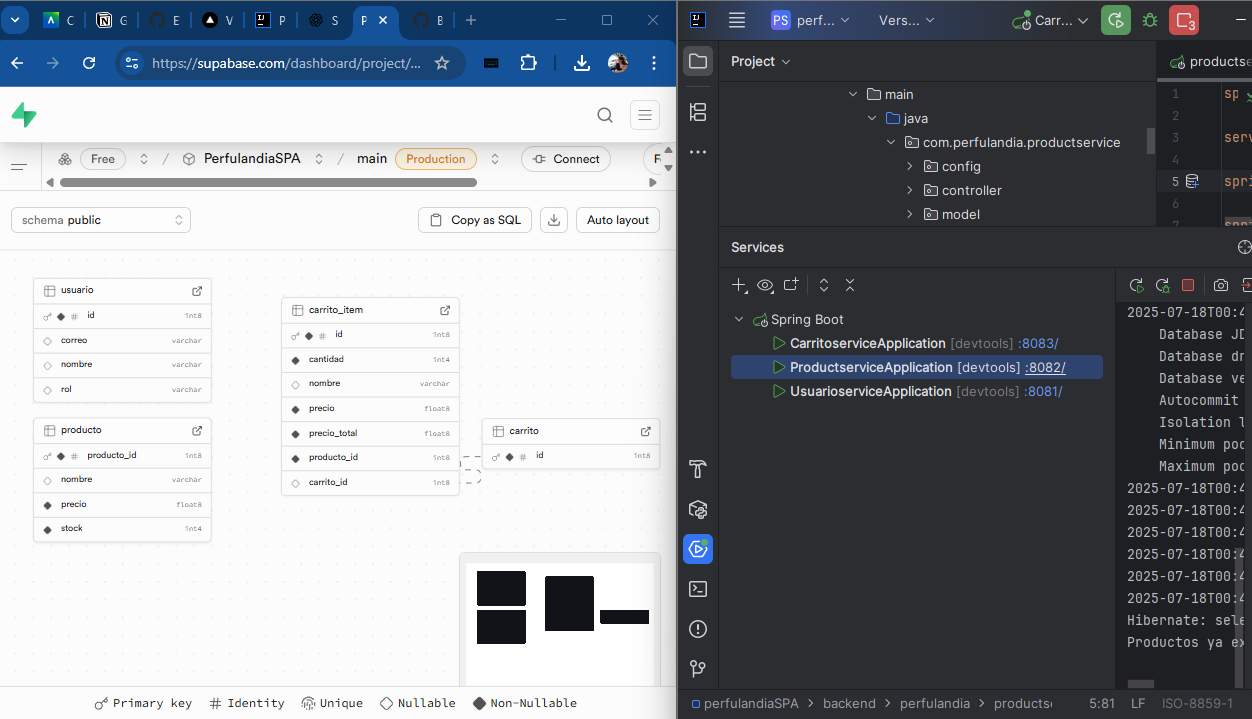 C
G
E
V
P
S
P
B
https://supabase.com/dashboard/project/...
Free / PerfulandiaSPA / main Production Connect
schema public
Copy as SQL
Auto layout
usuario
id int8
correo varchar
nombre varchar
rol varchar
producto
producto_id int8
nombre varchar
precio float8
stock int4
carrito_item
id int8
cantidad int4
nombre varchar
precio float8
precio_total float8
producto_id int8
carrito_id int8
carrito
id int8
Primary key Identity Unique Nullable Non-Nullable
PS perf... Vers... Carr... 3
Project
main
java
com.perfulandia.productservice
config
controller
model
products
1 sp
2
3 serv
4
5 spri
6
7
Services
Spring Boot
CarritoserviceApplication [devtools] :8083/
ProductserviceApplication [devtools] :8082/
UsuarioserviceApplication [devtools] :8081/
2025-07-18T00:4
Database JD
Database dr
Database ve
Autocommit
Isolation l
Minimum poo
Maximum poo
2025-07-18T00:4
2025-07-18T00:4
2025-07-18T00:4
2025-07-18T00:4
2025-07-18T00:4
2025-07-18T00:4
Hibernate: sele
Productos ya ex
perfulandiaSPA > backend > perfulandia > products 5:81 LF ISO-8859-1